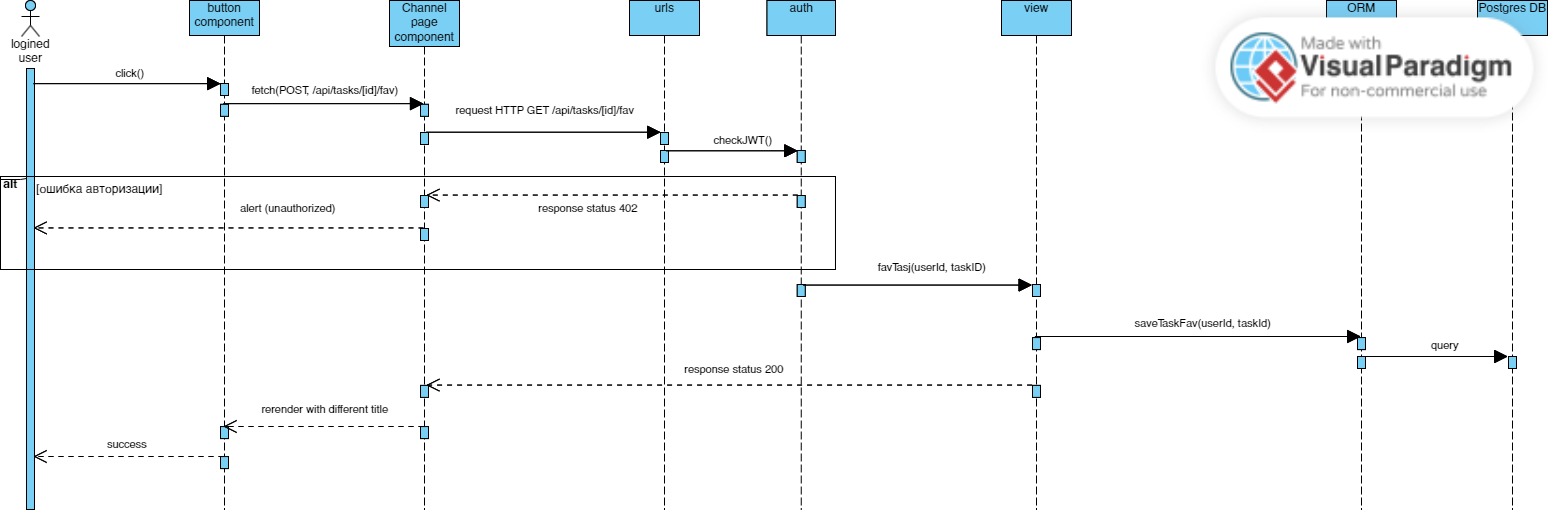 logined
user
button
component
Channel
page
component
urls
auth
view
ORM
Postgres DB
Made with
VisualParadigm
For non-commercial use
click()
fetch(POST, /api/tasks/[id]/fav)
request HTTP GET /api/tasks/[id]/fav
checkJWT()
alt
[ошибка авторизации]
response status 402
alert (unauthorized)
favTasj(userId, taskID)
saveTaskFav(userId, taskId)
query
response status 200
rerender with different title
success